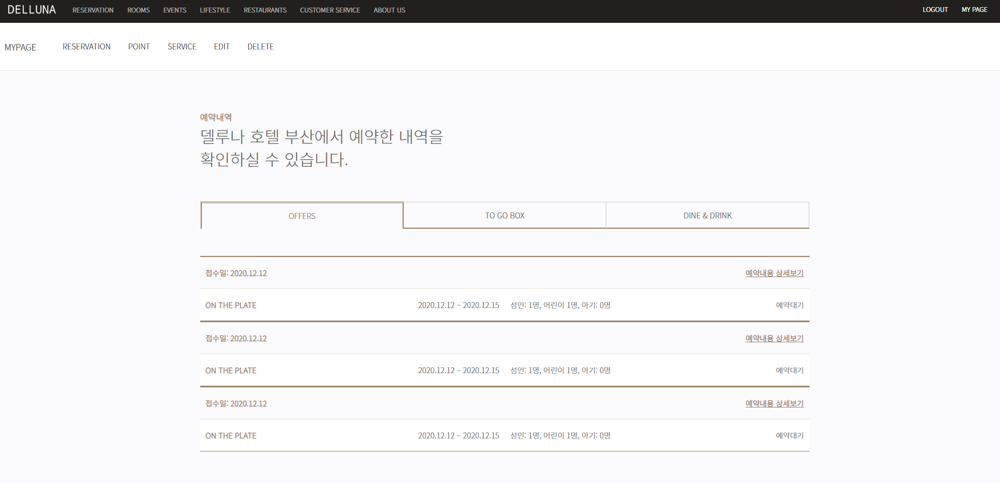 DELLUNA RESERVATION ROOMS EVENTS LIFESTYLE RESTAURANTS CUSTOMER SERVICE ABOUT US LOGOUT MY PAGE
MYPAGE RESERVATION POINT SERVICE EDIT DELETE
예약내역
델루나 호텔 부산에서 예약한 내역을
확인하실 수 있습니다.
OFFERS TO GO BOX DINE & DRINK
접수일: 2020.12.12 예약내용 상세보기
ON THE PLATE 2020.12.12 ~ 2020.12.15 성인: 1명, 어린이 1명, 아기: 0명 예약대기
접수일: 2020.12.12 예약내용 상세보기
ON THE PLATE 2020.12.12 ~ 2020.12.15 성인: 1명, 어린이 1명, 아기: 0명 예약대기
접수일: 2020.12.12 예약내용 상세보기
ON THE PLATE 2020.12.12 ~ 2020.12.15 성인: 1명, 어린이 1명, 아기: 0명 예약대기